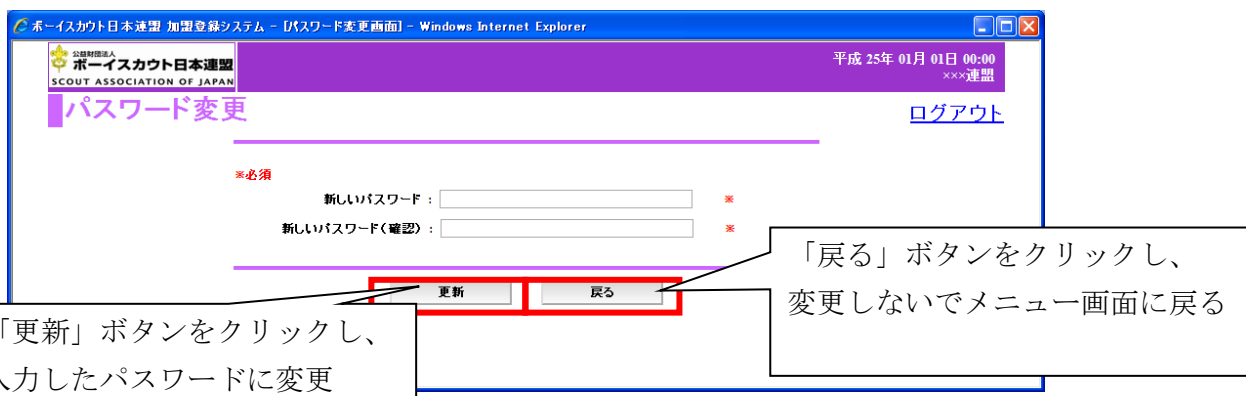 ボーイスカウト日本連盟 加盟登録システム - [パスワード変更画面] - Windows Internet Explorer
公益財団法人
ボーイスカウト日本連盟
SCOUT ASSOCIATION OF JAPAN
平成 25年 01月 01日 00:00
×××連盟
パスワード変更
ログアウト
※必須
新しいパスワード : ※
新しいパスワード(確認) : ※
更新 戻る
「戻る」ボタンをクリックし、
変更しないでメニュー画面に戻る
「更新」ボタンをクリックし、
入力したパスワードに変更